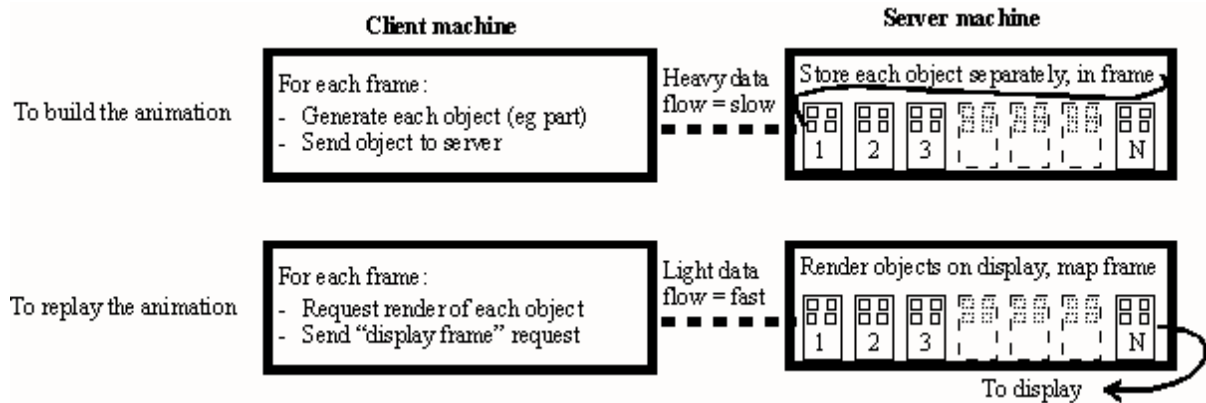 Client machine
Server machine
To build the animation
For each frame:
- Generate each object (eg part)
- Send object to server
Heavy data
flow = slow
Store each object separately, in frame
1 2 3 N
To replay the animation
For each frame:
- Request render of each object
- Send “display frame” request
Light data
flow = fast
Render objects on display, map frame
1 2 3 N
To display